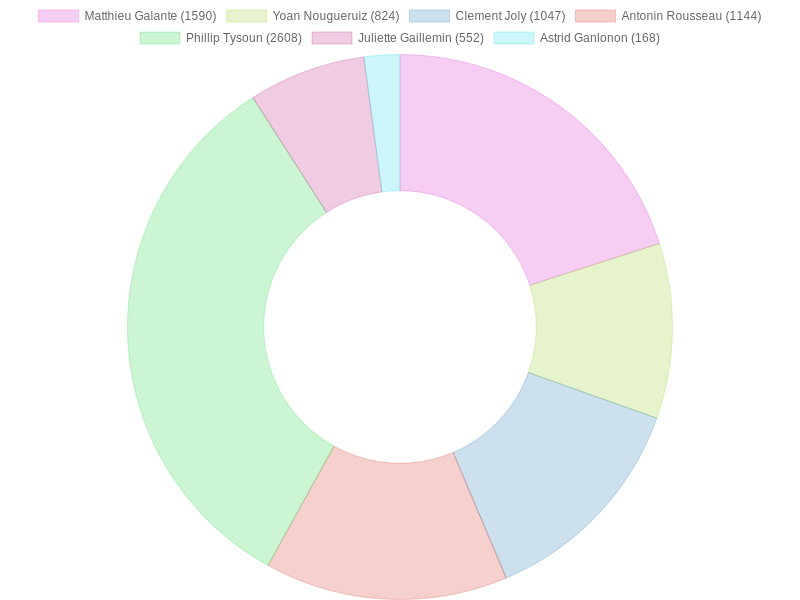 Matthieu Galante (1590) Yoan Nougueruiz (824) Clement Joly (1047) Antonin Rousseau (1144)
Phillip Tysoun (2608) Juliette Gaillemin (552) Astrid Ganlonon (168)